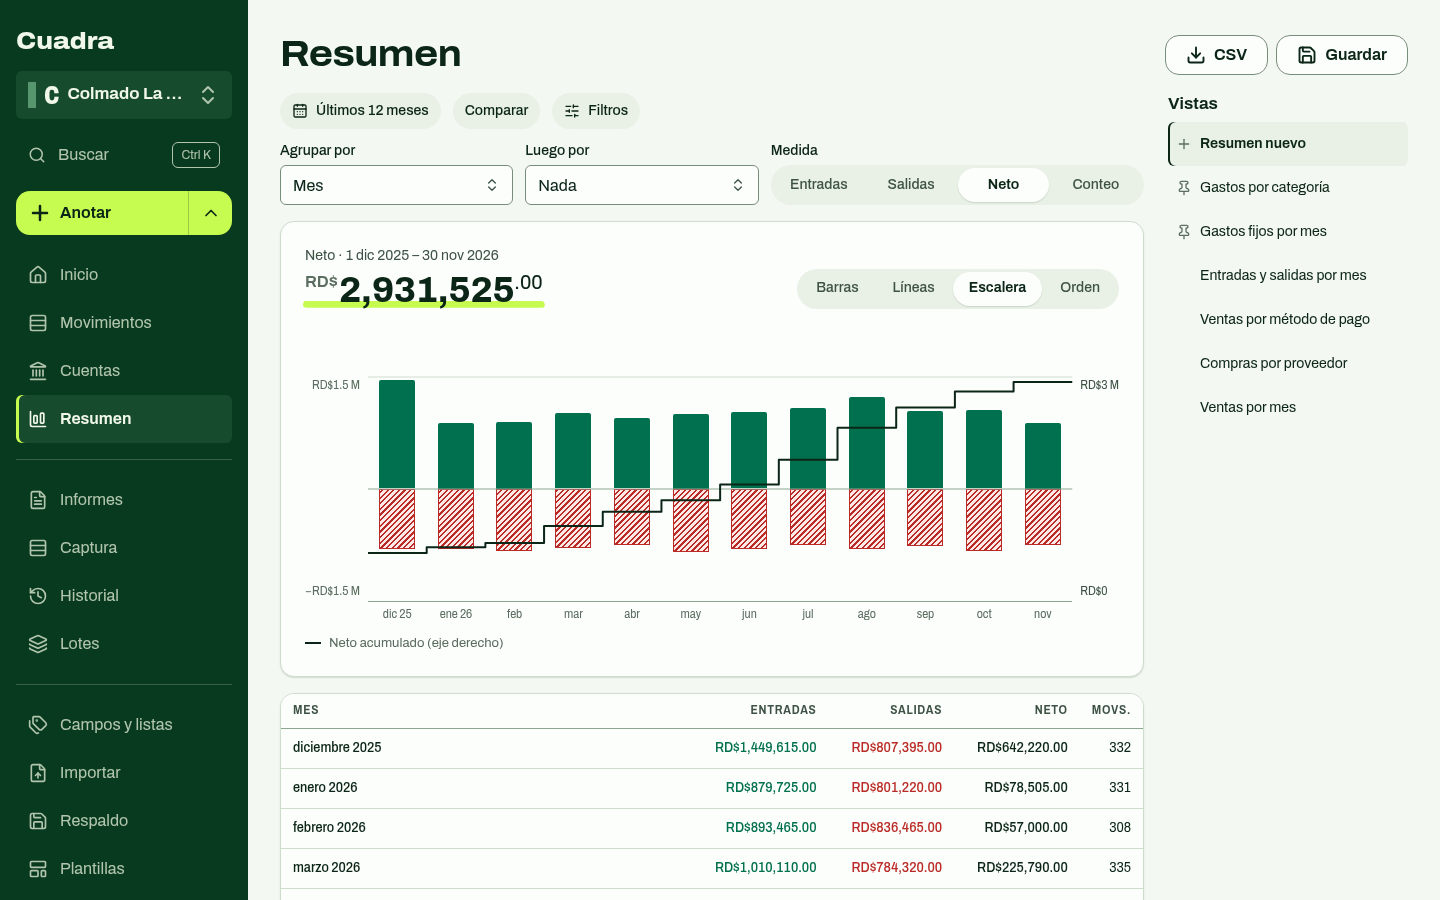 Cuadra
C Colmado La ...
Buscar Ctrl K
Anotar
Inicio
Movimientos
Cuentas
Resumen
Informes
Captura
Historial
Lotes
Campos y listas
Importar
Respaldo
Plantillas
Resumen
CSV Guardar
Últimos 12 meses Comparar Filtros
Agrupar por Luego por Medida
Mes Nada Entradas Salidas Neto Conteo
Neto · 1 dic 2025 – 30 nov 2026
RD$2,931,525.00
Barras Líneas Escalera Orden
RD$1.5 M RD$3 M
−RD$1.5 M RD$0
dic 25 ene 26 feb mar abr may jun jul ago sep oct nov
Neto acumulado (eje derecho)
MES ENTRADAS SALIDAS NETO MOVS.
diciembre 2025 RD$1,449,615.00 RD$807,395.00 RD$642,220.00 332
enero 2026 RD$879,725.00 RD$801,220.00 RD$78,505.00 331
febrero 2026 RD$893,465.00 RD$836,465.00 RD$57,000.00 308
marzo 2026 RD$1,010,110.00 RD$784,320.00 RD$225,790.00 335
Vistas
Resumen nuevo
Gastos por categoría
Gastos fijos por mes
Entradas y salidas por mes
Ventas por método de pago
Compras por proveedor
Ventas por mes